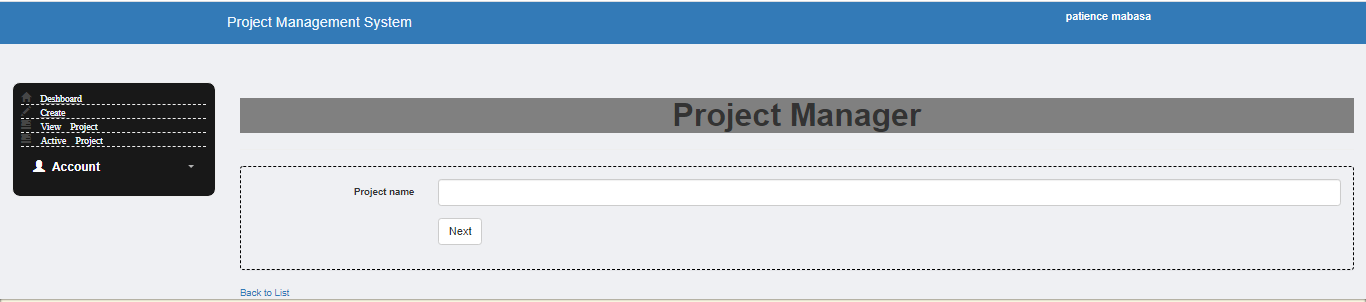 Project Management System
patience mabasa
Deshboard
Create
View Project
Active Project
Account
Project Manager
Project name
Next
Back to List